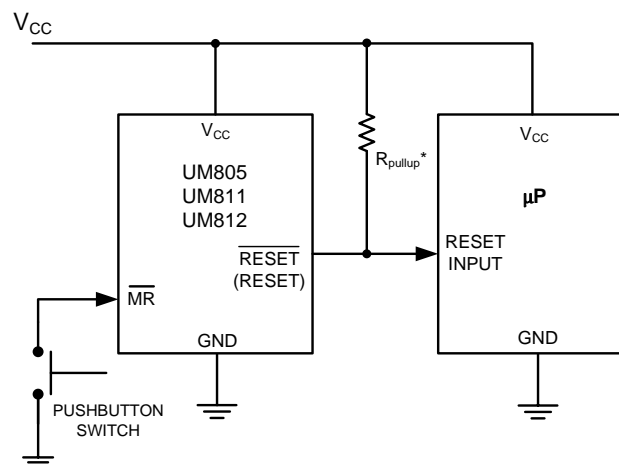 VCC
VCC
UM805
UM811
UM812
RESET
(RESET)
MR
GND
Rpullup*
VCC
μP
RESET
INPUT
GND
PUSHBUTTON
SWITCH